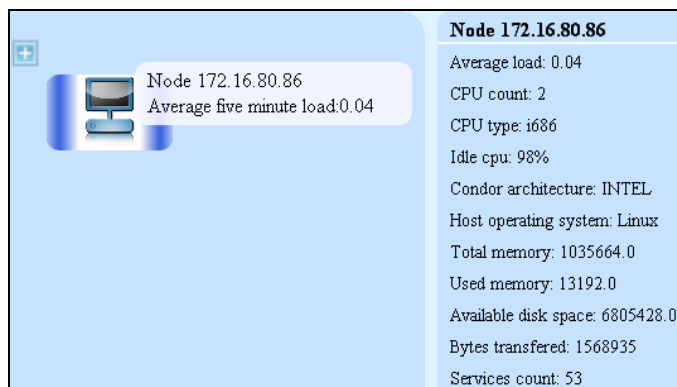 Node 172.16.80.86
Average five minute load:0.04
Node 172.16.80.86
Average load: 0.04
CPU count: 2
CPU type: i686
Idle cpu: 98%
Condor architecture: INTEL
Host operating system: Linux
Total memory: 1035664.0
Used memory: 13192.0
Available disk space: 6805428.0
Bytes transfered: 1568935
Services count: 53